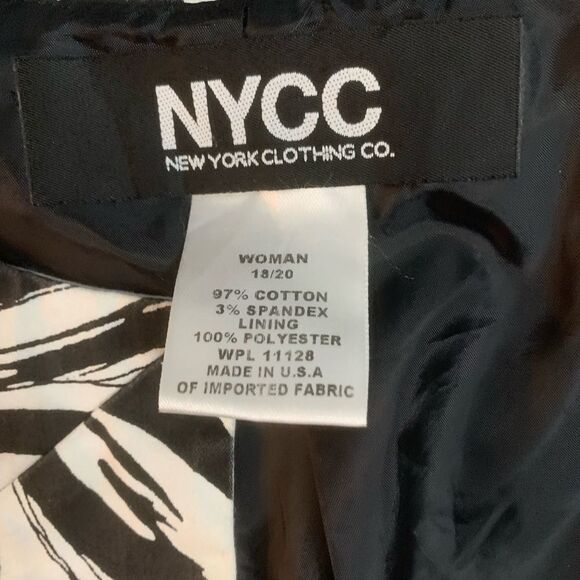 NYCC
NEW YORK CLOTHING CO.
WOMAN
18/20
97% COTTON
3% SPANDEX
LINING
100% POLYESTER
WPL 11128
MADE IN U.S.A
OF IMPORTED FABRIC